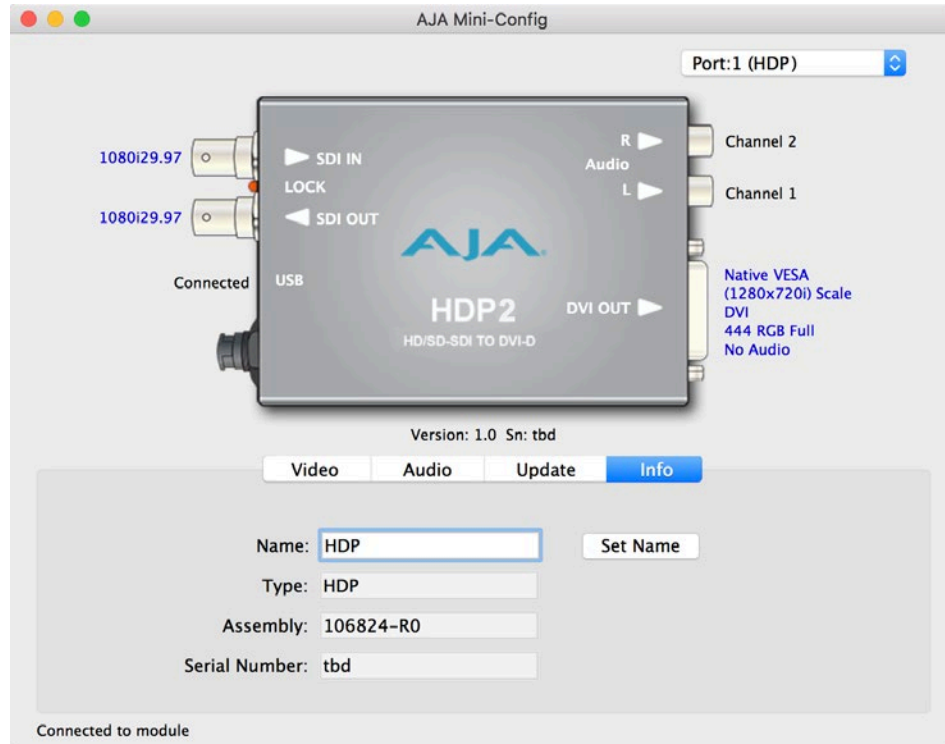 AJA Mini-Config
Port:1 (HDP)
1080i29.97
SDI IN
R
Audio
Channel 2
LOCK
L
Channel 1
1080i29.97
SDI OUT
AJA
Connected
USB
HDP2
HD/SD-SDI TO DVI-D
DVI OUT
Native VESA
(1280x720i) Scale
DVI
444 RGB Full
No Audio
Version: 1.0 Sn: tbd
Video Audio Update Info
Name: HDP Set Name
Type: HDP
Assembly: 106824-R0
Serial Number: tbd
Connected to module